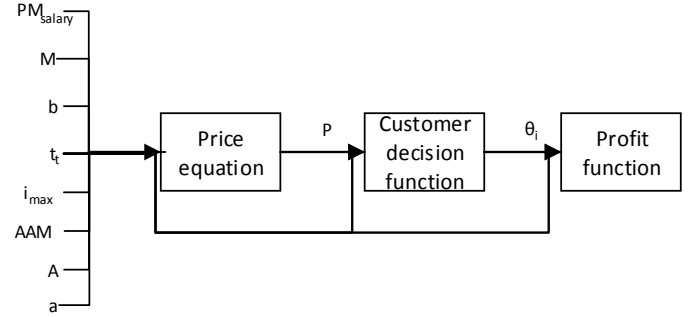 PMsalary
M
b
tt
imax
AAM
A
a
Price
equation
P
Customer
decision
function
θi
Profit
function